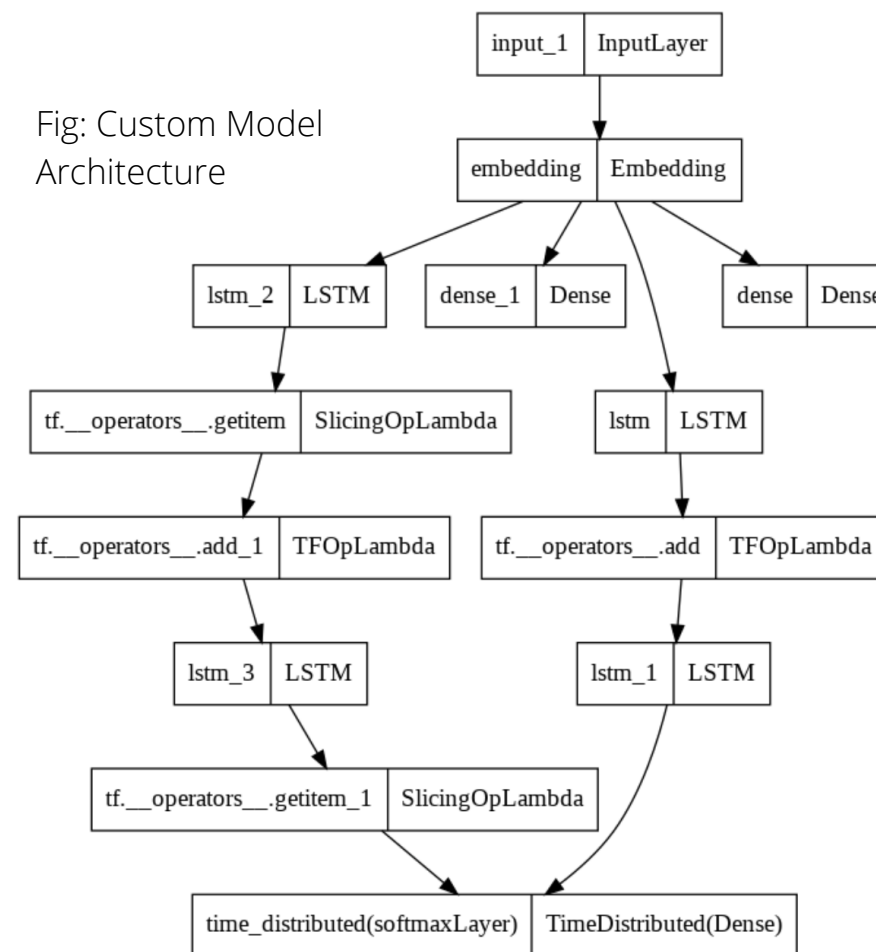 input_1 InputLayer
Fig: Custom Model
Architecture
embedding Embedding
lstm_2 LSTM
dense_1 Dense
dense Dense
tf.__operators__.getitem SlicingOpLambda
lstm LSTM
tf.__operators__.add_1 TFOpLambda
tf.__operators__.add TFOpLambda
lstm_3 LSTM
lstm_1 LSTM
tf.__operators__.getitem_1 SlicingOpLambda
time_distributed(softmaxLayer) TimeDistributed(Dense)